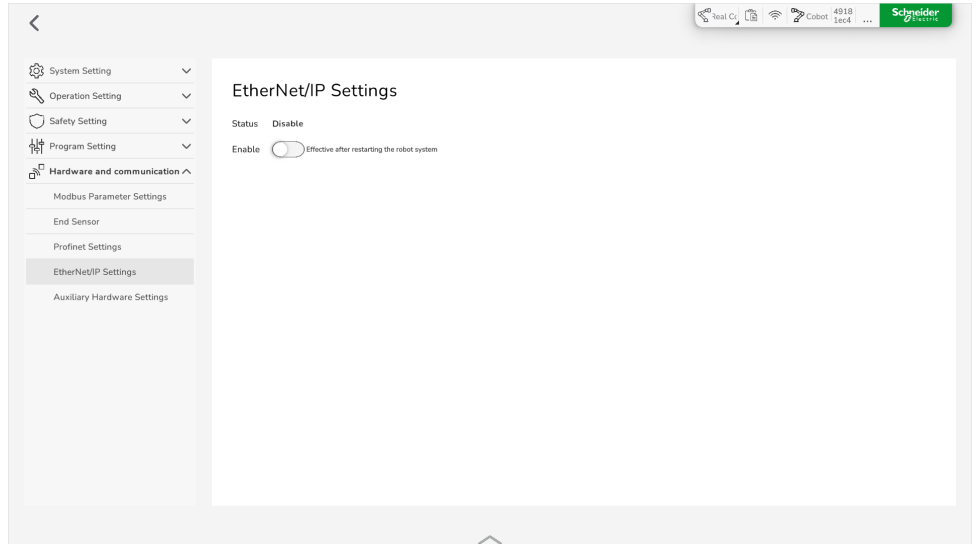 Real Co
Cobot
4918
1ec4
...
Schneider
Electric
System Setting
Operation Setting
Safety Setting
Program Setting
Hardware and communication
Modbus Parameter Settings
End Sensor
Profinet Settings
EtherNet/IP Settings
Auxiliary Hardware Settings
EtherNet/IP Settings
Status Disable
Enable Effective after restarting the robot system